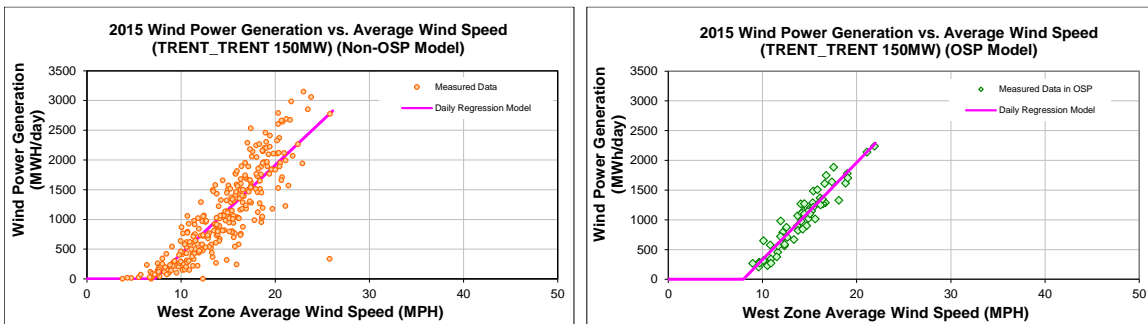 2015 Wind Power Generation vs. Average Wind Speed
(TRENT_TRENT 150MW) (Non-OSP Model)
Wind Power Generation
(MWH/day)
3500
3000
2500
2000
1500
1000
500
0
Measured Data
Daily Regression Model
0 10 20 30 40 50
West Zone Average Wind Speed (MPH)
2015 Wind Power Generation vs. Average Wind Speed
(TRENT_TRENT 150MW) (OSP Model)
Wind Power Generation
(MWh/day)
3500
3000
2500
2000
1500
1000
500
0
Measured Data in OSP
Daily Regression Model
0 10 20 30 40 50
West Zone Average Wind Speed (MPH)